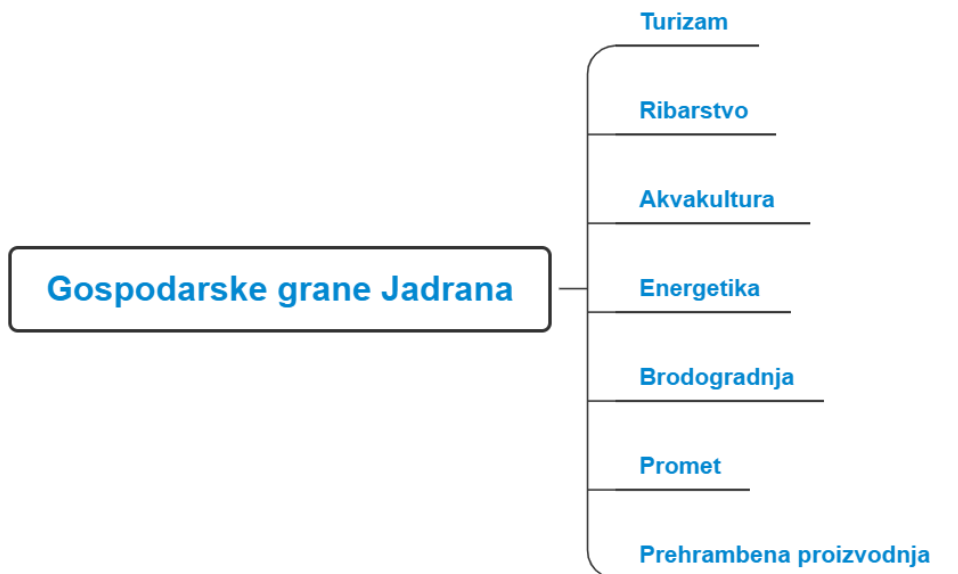 Gospodarske grane Jadrana
Turizam
Ribarstvo
Akvakultura
Energetika
Brodogradnja
Promet
Prehrambena proizvodnja